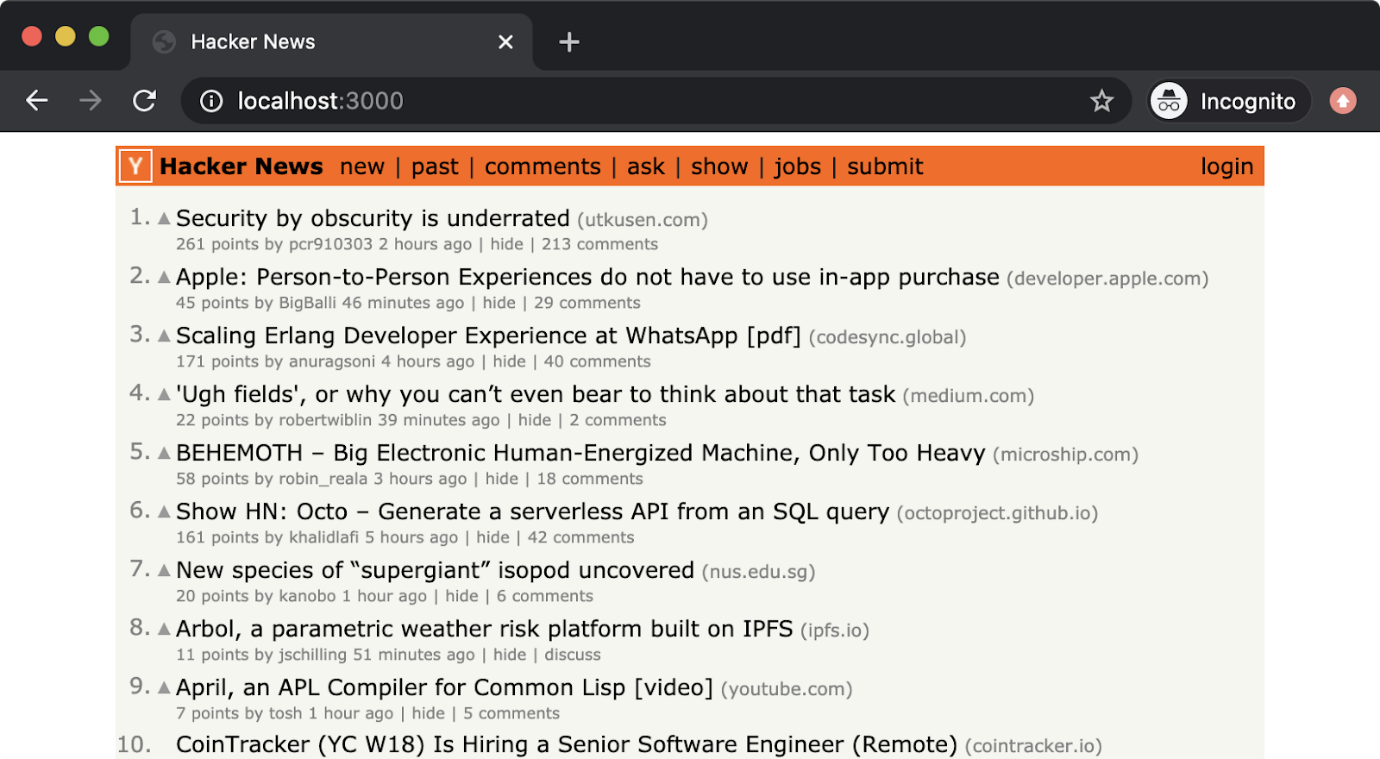 Hacker News
localhost:3000
Incognito
Y Hacker News new | past | comments | ask | show | jobs | submit login
1. Security by obscurity is underrated (utkusen.com)
261 points by pcr910303 2 hours ago | hide | 213 comments
2. Apple: Person-to-Person Experiences do not have to use in-app purchase (developer.apple.com)
45 points by BigBalli 46 minutes ago | hide | 29 comments
3. Scaling Erlang Developer Experience at WhatsApp [pdf] (codesync.global)
171 points by anuragsoni 4 hours ago | hide | 40 comments
4. 'Ugh fields', or why you can’t even bear to think about that task (medium.com)
22 points by robertwiblin 39 minutes ago | hide | 2 comments
5. BEHEMOTH – Big Electronic Human-Energized Machine, Only Too Heavy (microship.com)
58 points by robin_reala 3 hours ago | hide | 18 comments
6. Show HN: Octo – Generate a serverless API from an SQL query (octoproject.github.io)
161 points by khalidlafi 5 hours ago | hide | 42 comments
7. New species of “supergiant” isopod uncovered (nus.edu.sg)
20 points by kanobo 1 hour ago | hide | 6 comments
8. Arbol, a parametric weather risk platform built on IPFS (ipfs.io)
11 points by jschilling 51 minutes ago | hide | discuss
9. April, an APL Compiler for Common Lisp [video] (youtube.com)
7 points by tosh 1 hour ago | hide | 5 comments
10. CoinTracker (YC W18) Is Hiring a Senior Software Engineer (Remote) (cointracker.io)